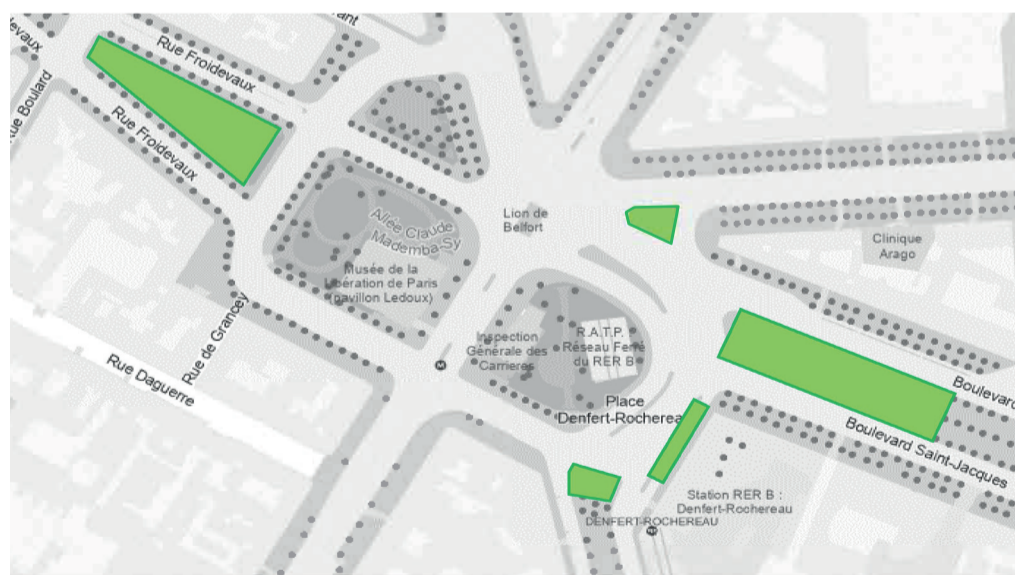 Rue Froidevaux
Rue Boulard
Rue Froidevaux
Allée Claude
Mademba-Sy
Lion de
Belfort
Clinique
Arago
Musée de la
Libération de Paris
(pavillon Ledoux)
Rue de Grancey
Rue Daguerre
Inspection
Générale des
Carrieres
R.A.T.P.
Réseau Ferré
du RER B
M
Place
Denfert-Rocherea
Boulevard
Boulevard Saint-Jacques
Station RER B :
Denfert-Rochereau
DENFERT-ROCHEREAU